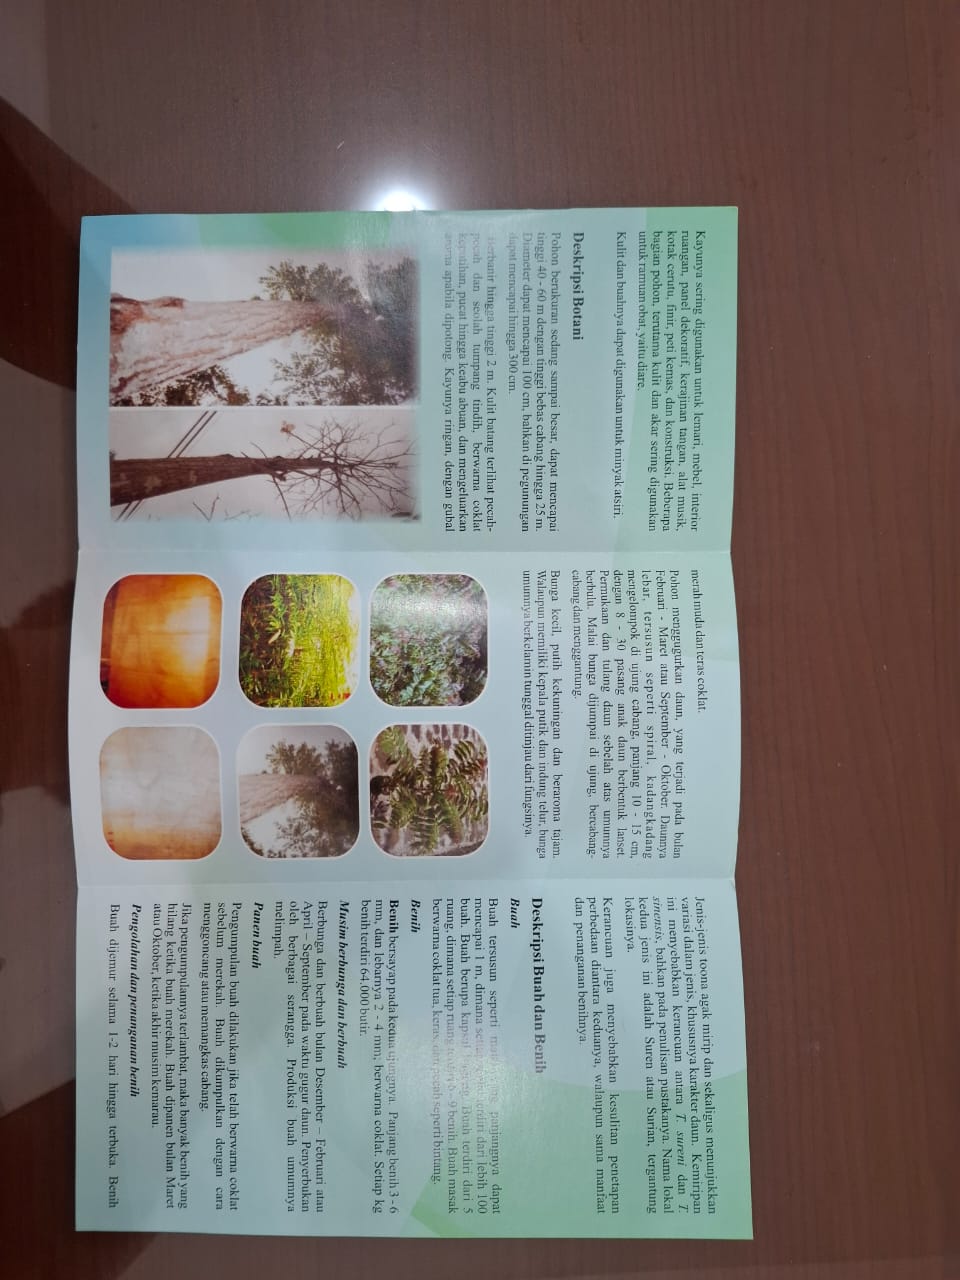 Kayunya sering digunakan untuk lemari, mebel, interior
ruangan, panel dekoratif, kerajinan tangan, alat musik,
kotak cerutu, finir, peti kemas, dan konstruksi. Beberapa
bagian pohon, terutama kulit dan akar sering digunakan
untuk ramuan obat, yaitu diare.
Kulit dan buahnya dapat digunakan untuk minyak atsiri.
Deskripsi Botani
Pohon berukuran sedang sampai besar, dapat mencapai
tinggi 40 - 60 m dengan tinggi bebas cabang hingga 25 m.
Diameter dapat mencapai 100 cm, bahkan di pegunungan
dapat mencapai hingga 300 cm.
Berbanir hingga tinggi 2 m. Kulit batang terlihat pecah-
pecah dan seolah tumpang tindih, berwarna coklat
keputihan, pucat hingga keabu abuan, dan mengeluarkan
aroma apabila dipotong. Kayunya ringan, dengan gubal
merah muda dan teras coklat.
Pohon menggugurkan daun, yang terjadi pada bulan
Februari - Maret atau September - Oktober. Daunnya
lebar, tersusun seperti spiral, kadangkadang
mengelompok di ujung cabang, panjang 10 - 15 cm,
dengan 8 - 30 pasang anak daun berbentuk lanset.
Permukaan dan tulang daun sebelah atas umumnya
berbulu. Malai bunga dijumpai di ujung, bercabang-
cabang dan menggantung.
Bunga kecil, putih kekuningan dan beraroma tajam.
Walaupun memiliki kepala putik dan indung telur, bunga
umumnya berkelamin tunggal ditinjau dari fungsinya.
Jenis-jenis toona agak mirip dan sekaligus menunjukkan
variasi dalam jenis, khususnya karakter daun. Kemiripan
ini menyebabkan kerancuan antara T. sureni dan T.
sinensis, bahkan pada penulisan pustakanya. Nama lokal
kedua jenis ini adalah Suren atau Surian, tergantung
lokasinya.
Kerancuan juga menyebabkan kesulitan penetapan
perbedaan diantara keduanya, walaupun sama manfaat
dan penanganan benihnya.
Deskripsi Buah dan Benih
Buah
Buah tersusun seperti malai yang panjangnya dapat
mencapai 1 m, dimana setiap malai terdiri dari lebih 100
buah. Buah berupa kapsul Buah terdiri dari 5
ruang, dimana setiap ruang terdiri 6 - 9 benih. Buah masak
berwarna coklat tua, keras, dan pecah seperti bintang.
Benih
Benih bersayap pada kedua ujungnya. Panjang benih 3 - 6
mm, dan lebarnya 2 - 4 mm, berwarna coklat. Setiap kg
benih terdiri 64.000 butir.
Musim berbunga dan berbuah
Berbunga dan berbuah bulan Desember – Februari atau
April – September pada waktu gugur daun. Penyerbukan
oleh berbagai serangga. Produksi buah umumnya
melimpah.
Panen buah
Pengumpulan buah dilakukan jika telah berwarna coklat
sebelum merekah. Buah dikumpulkan dengan cara
menggoncang atau memangkas cabang.
Jika pengumpulannya terlambat, maka banyak benih yang
hilang ketika buah merekah. Buah dipanen bulan Maret
atau Oktober, ketika akhir musim kemarau.
Pengolahan dan penanganan benih
Buah dijemur selama 1-2 hari hingga terbuka. Benih